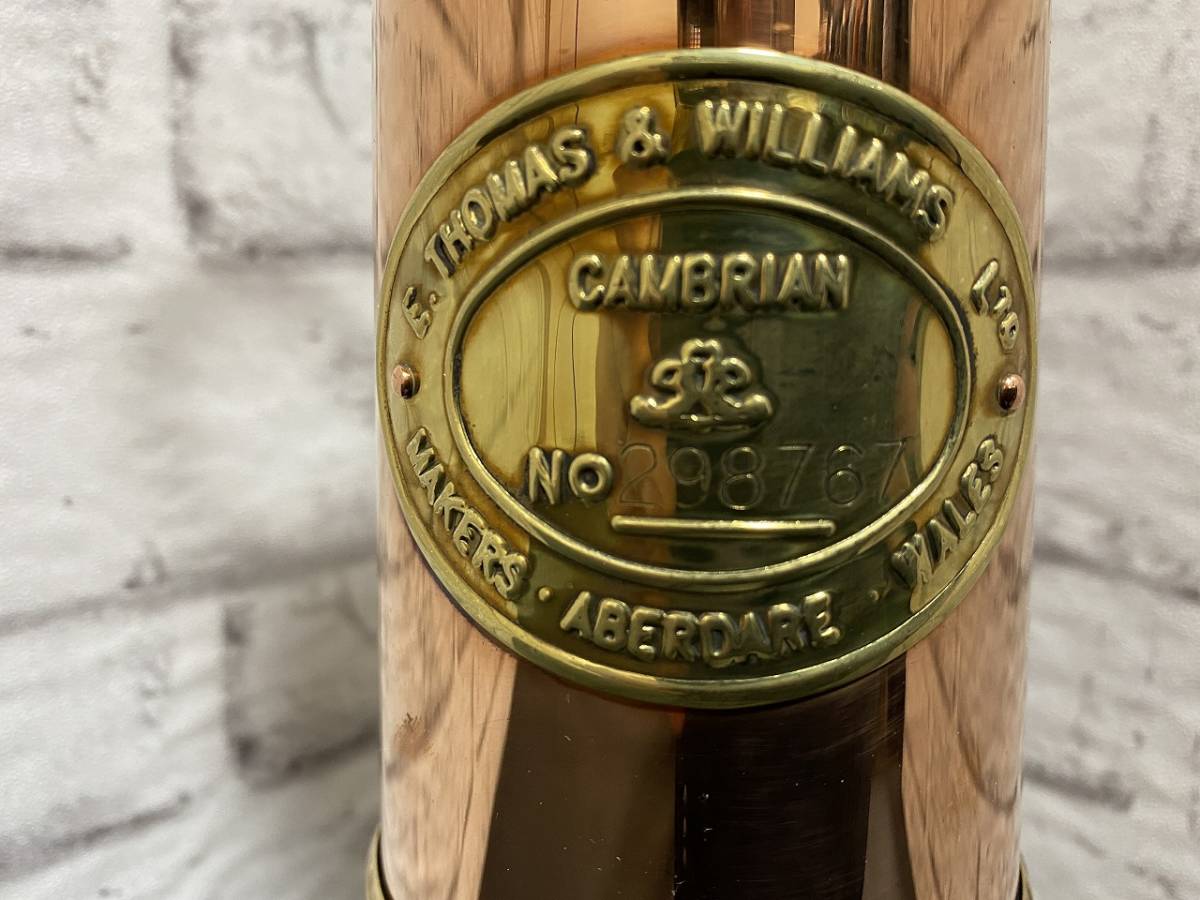 E. THOMAS & WILLIAMS LTD
CAMBRIAN
NO 298767
MAKERS · ABERDARE · WALES